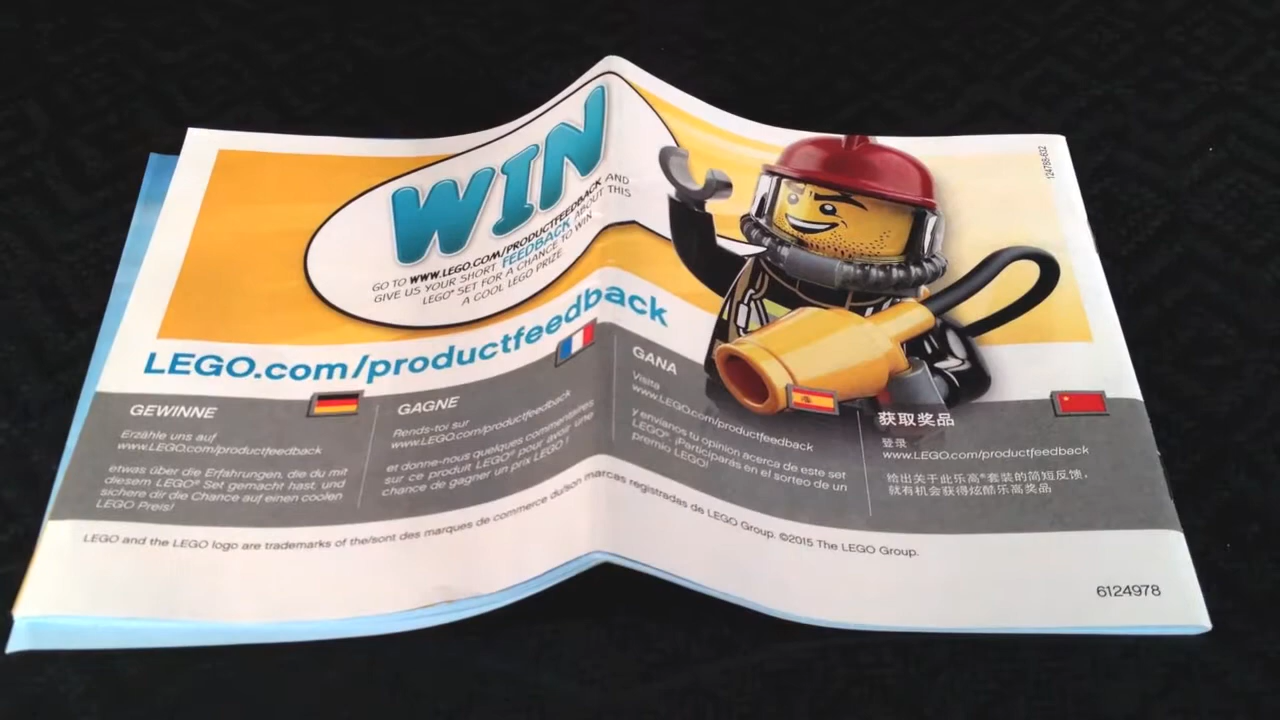 WIN
GO TO WWW.LEGO.COM/PRODUCTFEEDBACK AND
GIVE US YOUR SHORT FEEDBACK ABOUT THIS
LEGO® SET FOR A CHANCE TO WIN
A COOL LEGO PRIZE
124788-632
LEGO.com/productfeedback
GEWINNE
Erzähle uns auf
www.LEGO.com/productfeedback
etwas über die Erfahrungen, die du mit
diesem LEGO® Set gemacht hast, und
sichere dir die Chance auf einen coolen
LEGO Preis!
GAGNE
Rends-toi sur
www.LEGO.com/productfeedback
et donne-nous quelques commentaires
sur ce produit LEGO® pour avoir une
chance de gagner un prix LEGO !
GANA
Visita
www.LEGO.com/productfeedback
y envíanos tu opinión acerca de este set
LEGO®. ¡Participarás en el sorteo de un
premio LEGO!
获取奖品
登录
www.LEGO.com/productfeedback
给出关于此乐高®套装的简短反馈，
就有机会获得炫酷乐高奖品
LEGO and the LEGO logo are trademarks of the/sont des marques de commerce du/son marcas registradas de LEGO Group. ©2015 The LEGO Group.
6124978